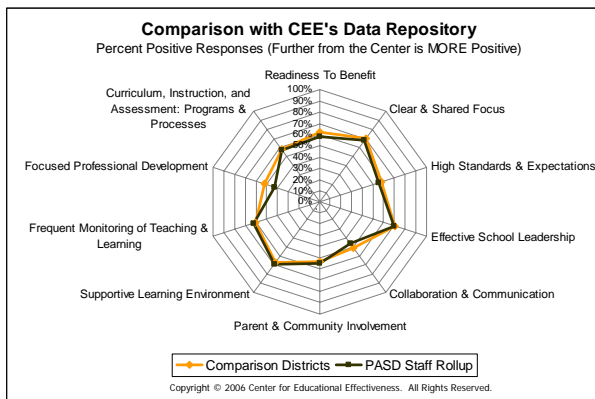 Comparison with CEE's Data Repository
Percent Positive Responses (Further from the Center is MORE Positive)
Readiness To Benefit
Curriculum, Instruction, and
Assessment: Programs &
Processes
Clear & Shared Focus
100%
90%
80%
70%
60%
50%
40%
30%
20%
10%
0%
Focused Professional Development
High Standards & Expectations
Frequent Monitoring of Teaching &
Learning
Effective School Leadership
Supportive Learning Environment
Collaboration & Communication
Parent & Community Involvement
Comparison Districts
PASD Staff Rollup
Copyright © 2006 Center for Educational Effectiveness. All Rights Reserved.